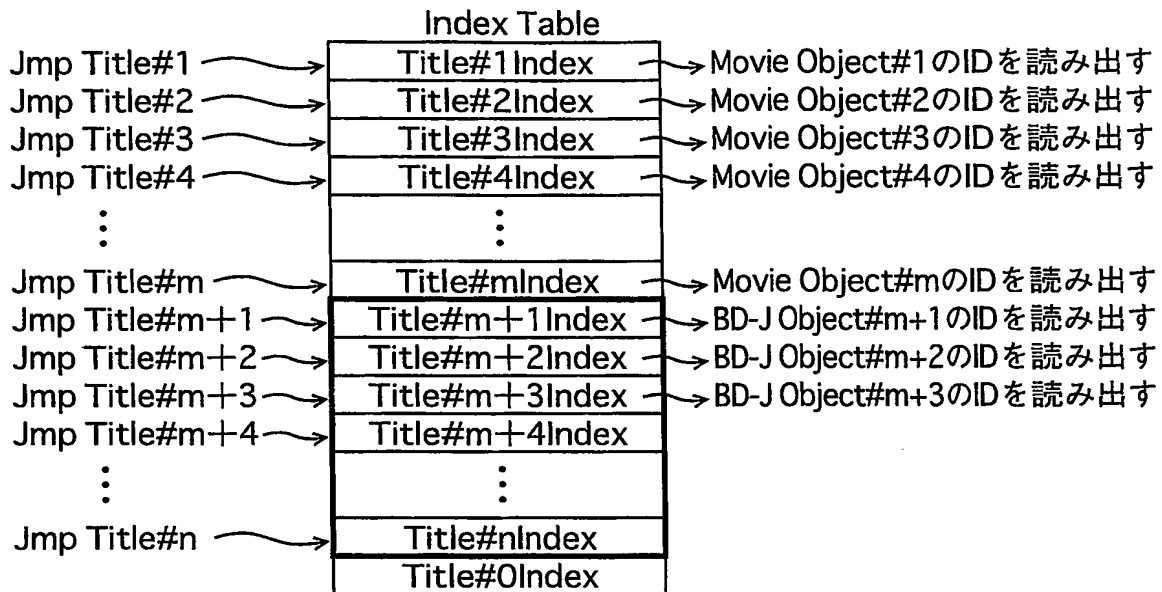 Index Table
Jmp Title#1 Title#1Index Movie Object#1のIDを読み出す
Jmp Title#2 Title#2Index Movie Object#2のIDを読み出す
Jmp Title#3 Title#3Index Movie Object#3のIDを読み出す
Jmp Title#4 Title#4Index Movie Object#4のIDを読み出す
Jmp Title#m Title#mIndex Movie Object#mのIDを読み出す
Jmp Title#m+1 Title#m+1Index BD-J Object#m+1のIDを読み出す
Jmp Title#m+2 Title#m+2Index BD-J Object#m+2のIDを読み出す
Jmp Title#m+3 Title#m+3Index BD-J Object#m+3のIDを読み出す
Jmp Title#m+4 Title#m+4Index
Jmp Title#n Title#nIndex
Title#0Index